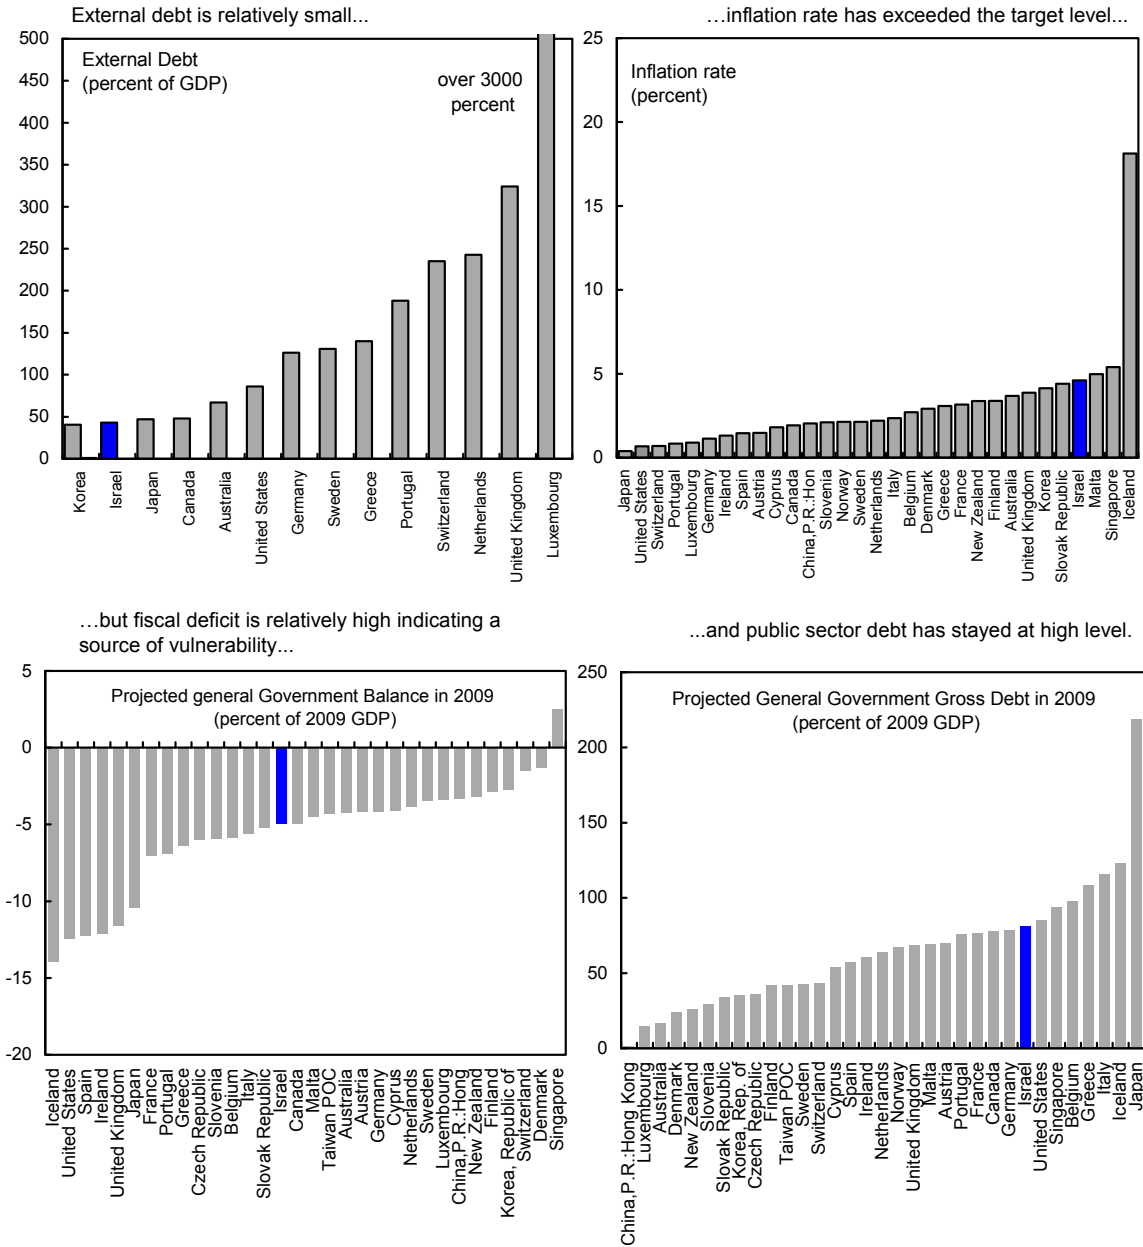 External debt is relatively small...
500
450
400
350
300
250
200
150
100
50
0
External Debt
(percent of GDP)
over 3000
percent
Korea
Israel
Japan
Canada
Australia
United States
Germany
Sweden
Greece
Portugal
Switzerland
Netherlands
United Kingdom
Luxembourg
…inflation rate has exceeded the target level...
25
20
15
10
5
0
Inflation rate
(percent)
Japan
United States
Switzerland
Portugal
Luxembourg
Germany
Ireland
Spain
Austria
Cyprus
Canada
China,P.R.:Hon
Slovenia
Norway
Sweden
Netherlands
Italy
Belgium
Denmark
Greece
France
New Zealand
Finland
Australia
United Kingdom
Korea
Slovak Republic
Israel
Malta
Singapore
Iceland
…but fiscal deficit is relatively high indicating a
source of vulnerability...
5
0
-5
-10
-15
-20
Projected general Government Balance in 2009
(percent of 2009 GDP)
Iceland
United States
Spain
Ireland
United Kingdom
Japan
France
Portugal
Greece
Czech Republic
Slovenia
Belgium
Italy
Slovak Republic
Israel
Canada
Malta
Taiwan POC
Australia
Austria
Germany
Cyprus
Netherlands
Sweden
Luxembourg
China,P.R.:Hong
New Zealand
Finland
Korea, Republic of
Switzerland
Denmark
Singapore
...and public sector debt has stayed at high level.
250
200
150
100
50
0
Projected General Government Gross Debt in 2009
(percent of 2009 GDP)
China,P.R.:Hong Kong
Luxembourg
Australia
Denmark
New Zealand
Slovenia
Slovak Republic
Korea, Rep. of
Czech Republic
Finland
Taiwan POC
Sweden
Switzerland
Cyprus
Spain
Ireland
Netherlands
Norway
United Kingdom
Malta
Austria
Portugal
France
Canada
Germany
Israel
United States
Singapore
Belgium
Greece
Italy
Iceland
Japan